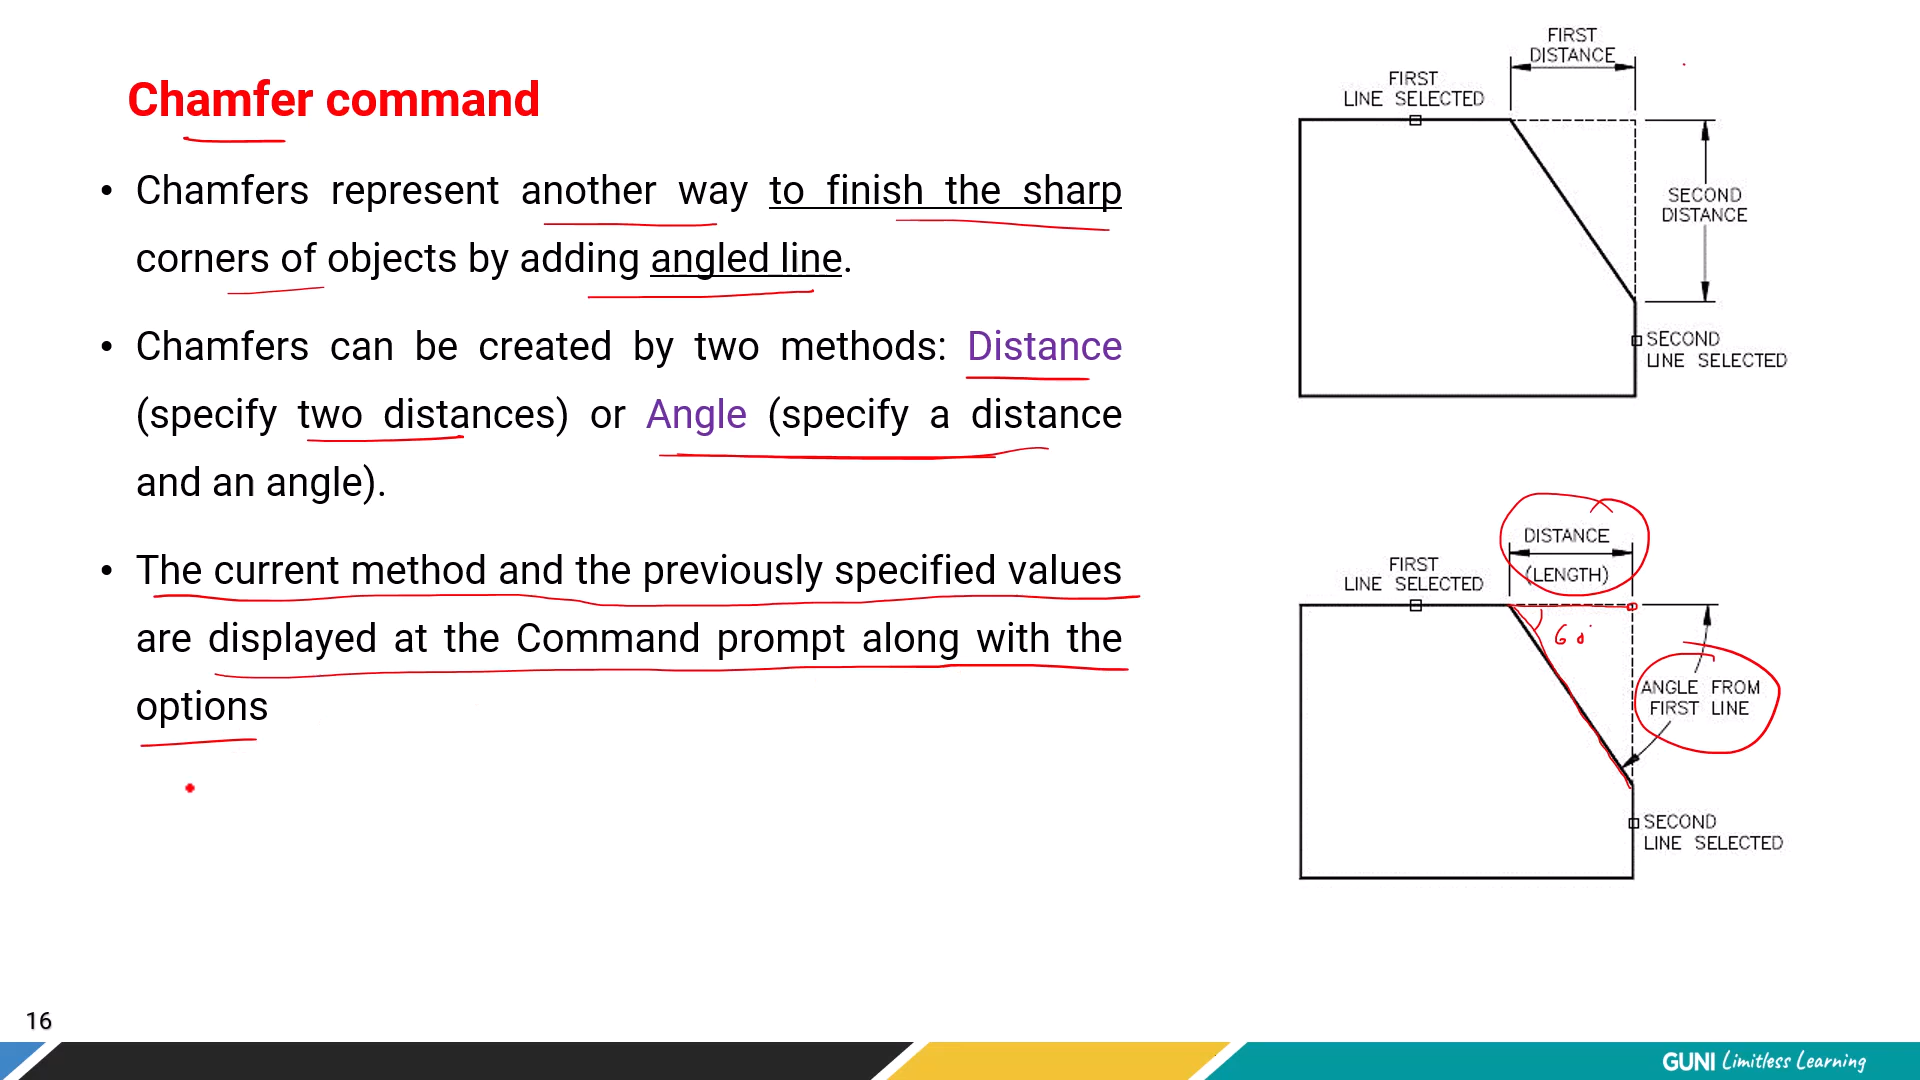 Chamfer command
• Chamfers represent another way to finish the sharp
corners of objects by adding angled line.
• Chamfers can be created by two methods: Distance
(specify two distances) or Angle (specify a distance
and an angle).
• The current method and the previously specified values
are displayed at the Command prompt along with the
options
FIRST
DISTANCE
FIRST
LINE SELECTED
SECOND
DISTANCE
SECOND
LINE SELECTED
DISTANCE
(LENGTH)
FIRST
LINE SELECTED
60°
ANGLE FROM
FIRST LINE
SECOND
LINE SELECTED
16
GUNI Limitless Learning